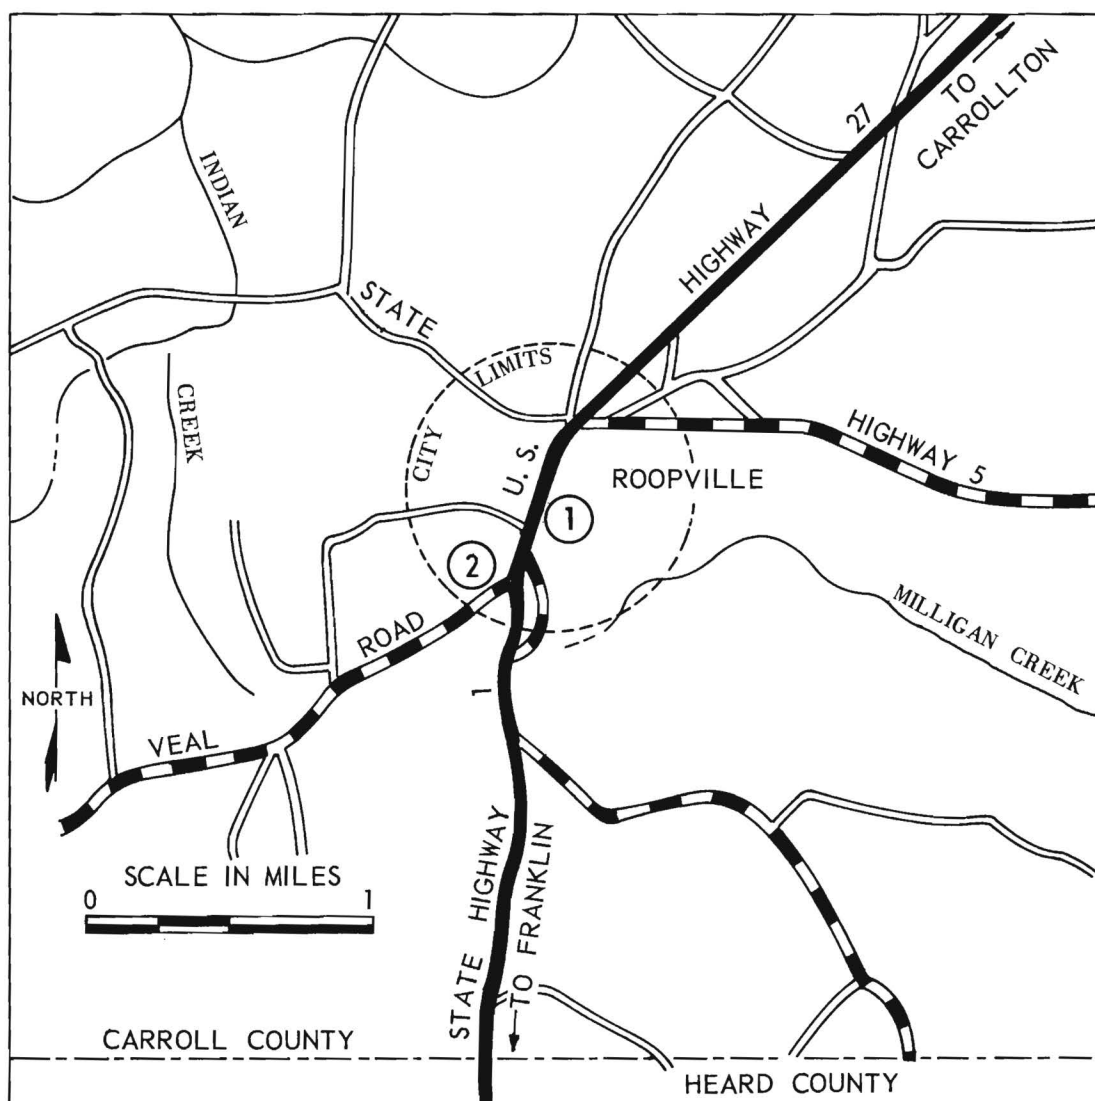 TO
CARROLLTON
27
HIGHWAY
INDIAN
STATE
LIMITS
CITY
U. S.
CREEK
HIGHWAY 5
ROOPVILLE
1
2
MILLIGAN CREEK
ROAD
NORTH
1
VEAL
STATE HIGHWAY
TO FRANKLIN
SCALE IN MILES
0 1
CARROLL COUNTY
HEARD COUNTY